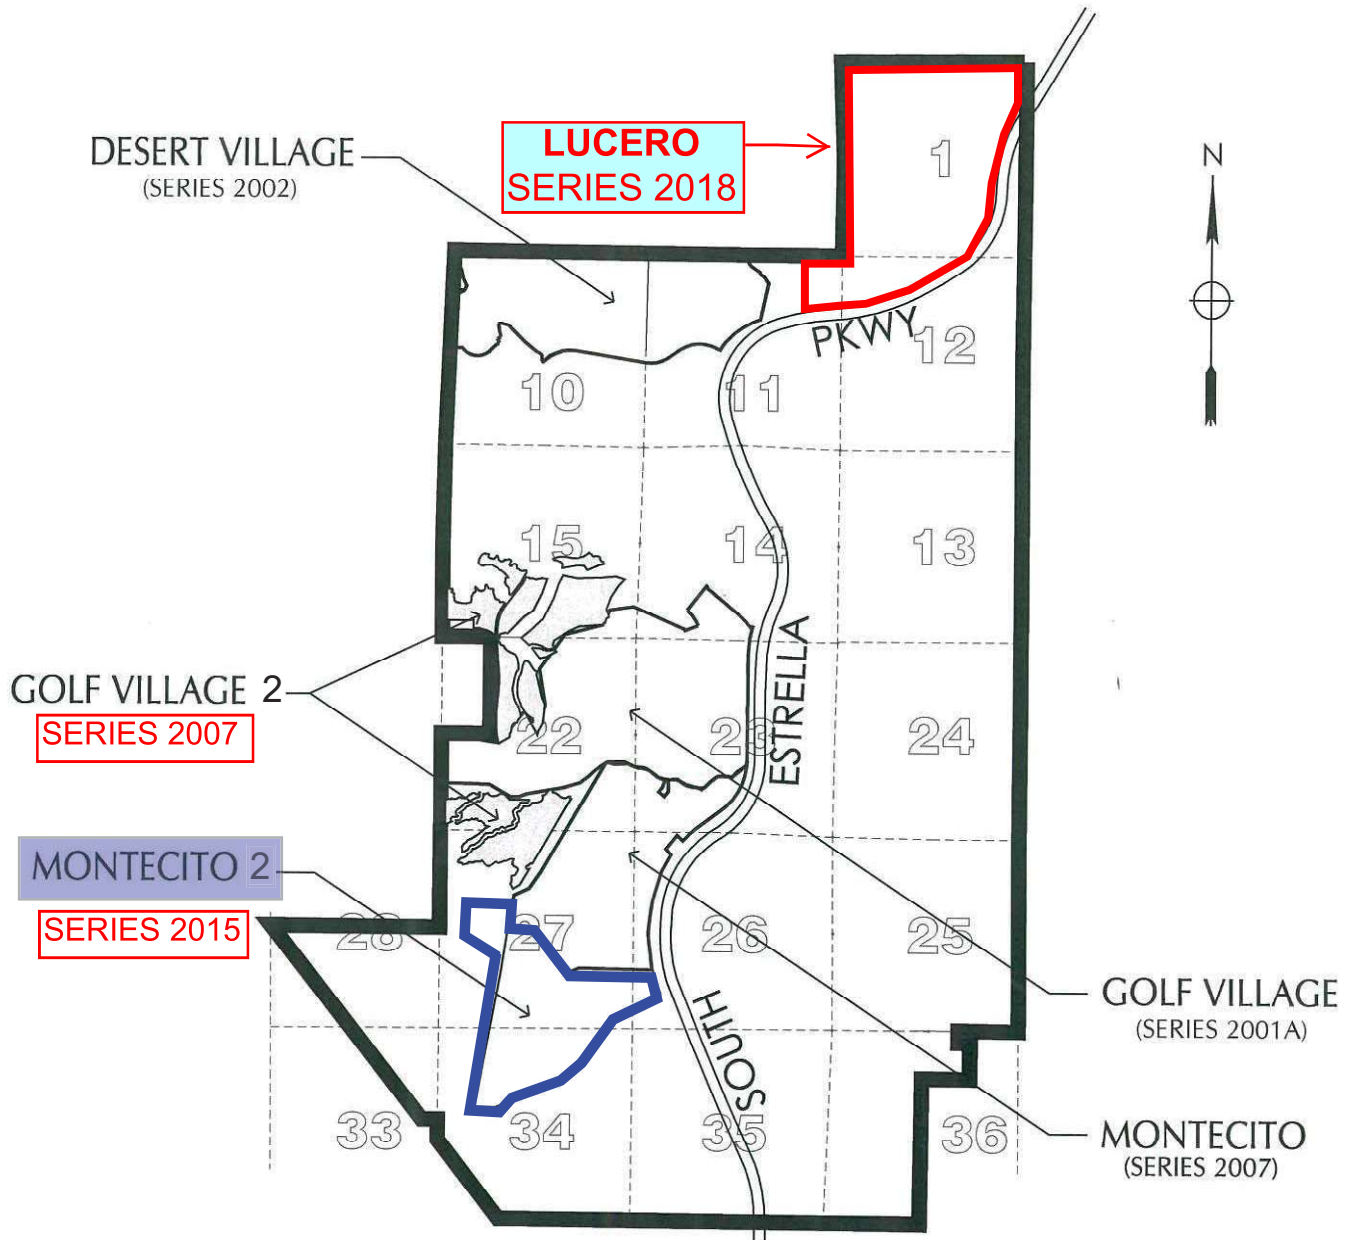 N
1
DESERT VILLAGE
(SERIES 2002)
LUCERO
SERIES 2018
PKWY
12
10
11
15
14
13
ESTRELLA
GOLF VILLAGE 2
SERIES 2007
22
23
24
MONTECITO 2
SERIES 2015
28
27
26
25
GOLF VILLAGE
(SERIES 2001A)
SOUTH
33
34
35
36
MONTECITO
(SERIES 2007)